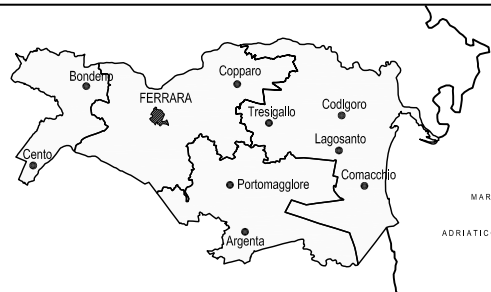 Bondeno
Copparo
FERRARA
Tresigallo
CodIgoro
Lagosanto
Cento
Comacchio
PortomaggIore
MAR
ADRIATICO
Argenta